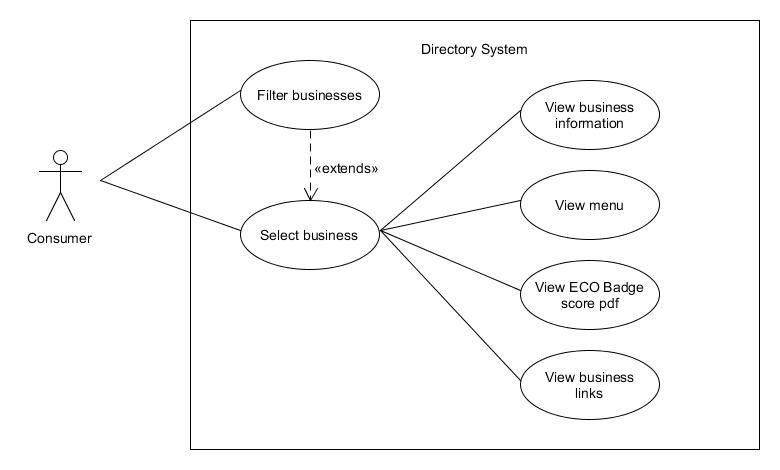 Directory System
Filter businesses
«extends»
Select business
Consumer
View business
information
View menu
View ECO Badge
score pdf
View business
links